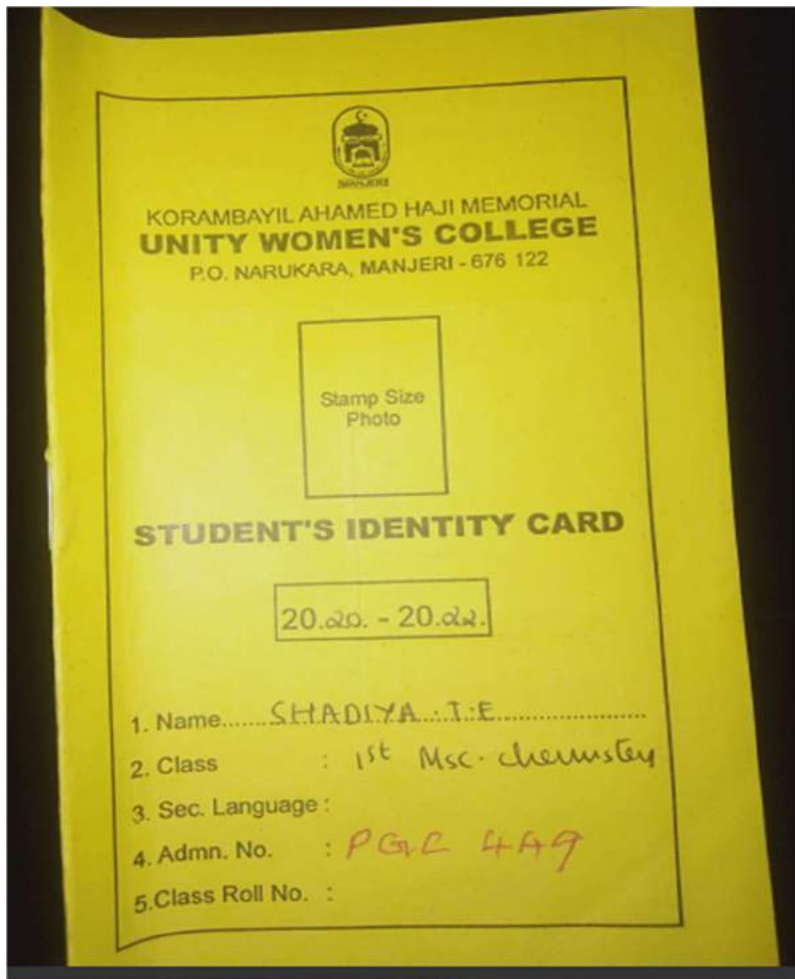 MANJERI
KORAMBAYIL AHAMED HAJI MEMORIAL
UNITY WOMEN'S COLLEGE
P.O. NARUKARA, MANJERI - 676 122
Stamp Size
Photo
STUDENT'S IDENTITY CARD
20.20. - 20.22.
1. Name.......SHADIYA.T.E......................
2. Class : 1st Msc. chemistry
3. Sec. Language :
4. Admn. No. : PGC
5.Class Roll No. :